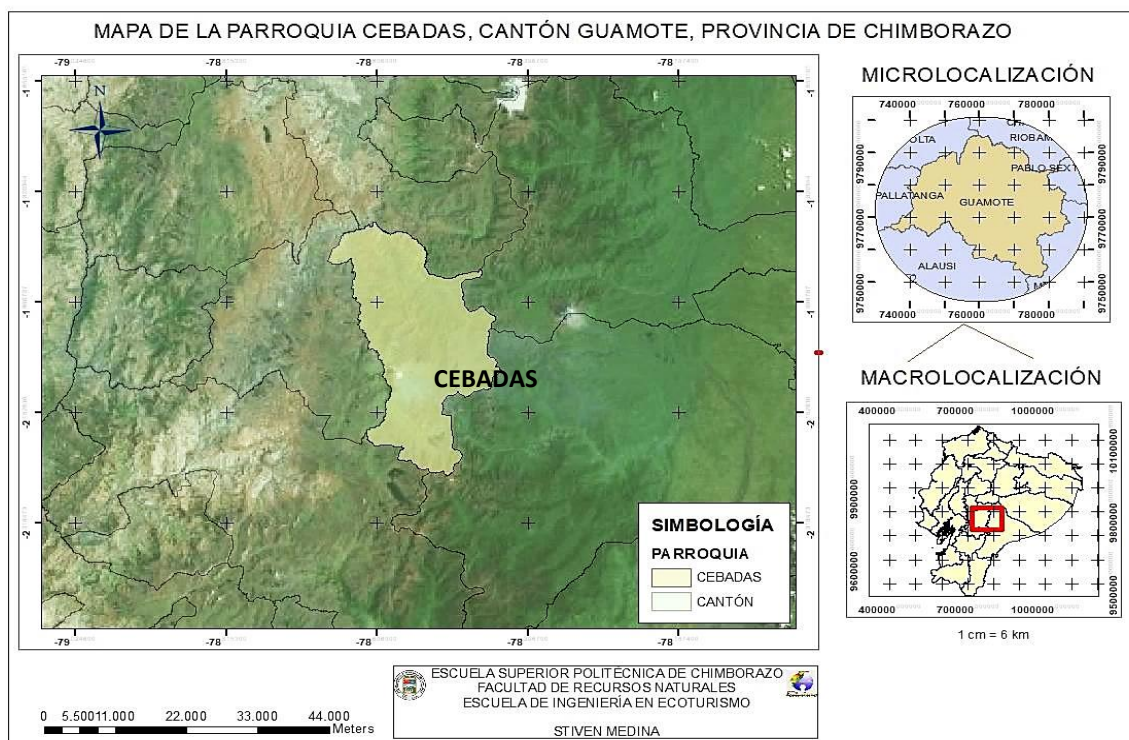 MAPA DE LA PARROQUIA CEBADAS, CANTÓN GUAMOTE, PROVINCIA DE CHIMBORAZO
-79 -78 -78 -78 -78
N
-1
-1
-1
-2
-2
CEBADAS
SIMBOLOGÍA
PARROQUIA
CEBADAS
CANTÓN
-79 -78 -78 -78 -78
MICROLOCALIZACIÓN
740000 760000 780000
RIOBAM
PABLO SEXT
PALLATANGA
GUAMOTE
ALAUSI
9790000
9770000
9750000
9790000
9770000
9750000
740000 760000 780000
MACROLOCALIZACIÓN
400000 700000 1000000
9900000
9600000
10100000
9800000
9500000
400000 700000 1000000
1 cm = 6 km
0 5.500 11.000 22.000 33.000 44.000
Meters
ESCUELA SUPERIOR POLITÉCNICA DE CHIMBORAZO
FACULTAD DE RECURSOS NATURALES
ESCUELA DE INGENIERÍA EN ECOTURISMO
STIVEN MEDINA